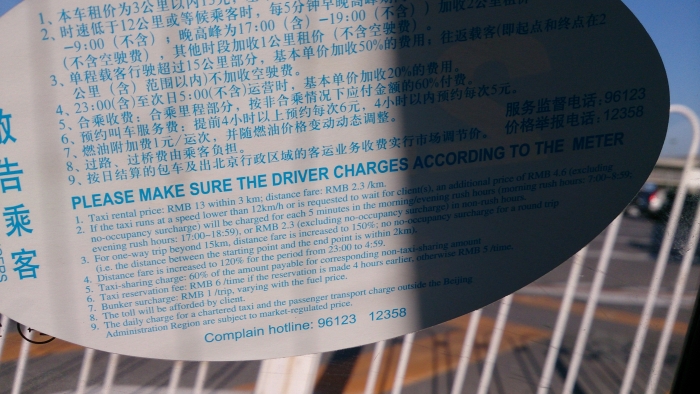 1、本车租价为3公里以内13元,
2、时速低于12公里或等候乘客时，每5分钟早晚高峰期
加收2公里租价
-9:00（不含）；晚高峰为17:00（含）-19:00（不含））
（不含空驶费），其他时段加收1公里租价（不含空驶费）。
3、单程载客行驶超过15公里部分，基本单价加收50%的费用。往返载客(即起点和终点在2
公里（含）范围以内)不加收空驶费。
4、23:00(含)至次日5:00(不含)运营时，基本单价加收20%的费用。
5、合乘收费：合乘里程部分，按非合乘情况下应付金额的60%付费。
6、预约叫车服务费：提前4小时以上预约每次6元，4小时以内预约每次5元。
7、燃油附加费1元/运次，并随燃油价格变动动态调整。
8、过路、过桥费由乘客负担。
9、按日结算的包车及出北京行政区域的客运业务收费实行市场调节价。
服务监督电话: 96123
价格举报电话: 12358
告乘客
PLEASE MAKE SURE THE DRIVER CHARGES ACCORDING TO THE METER
1. Taxi rental price: RMB 13 within 3 km; distance fare: RMB 2.3 /km.
2. If the taxi runs at a speed lower than 12km/h or is requested to wait for client(s), an additional price of RMB 4.6 (excluding
no-occupancy surcharge) will be charged for each 5 minutes in the morning/evening rush hours (morning rush hours: 7:00-8:59,
evening rush hours: 17:00-18:59), or RMB 2.3 (excluding no-occupancy surcharge) in non-rush hours.
3. For one-way trip beyond 15km, distance fare is increased to 150%; no no-occupancy surcharge for a round trip
(i.e. the distance between the starting point and the end point is within 2km).
4. Distance fare is increased to 120% for the period from 23:00 to 4:59.
5. Taxi-sharing charge: 60% of the amount payable for corresponding non-taxi-sharing amount
6. Taxi reservation fee: RMB 6/time if the reservation is made 4 hours earlier, otherwise RMB 5 /time.
7. Bunker surcharge: RMB 1 /trip, varying with the fuel price.
8. The toll will be afforded by client.
9. The daily charge for a chartered taxi and the passenger transport charge outside the Beijing
Administration Region are subject to market-regulated price.
Complain hotline: 96123 12358